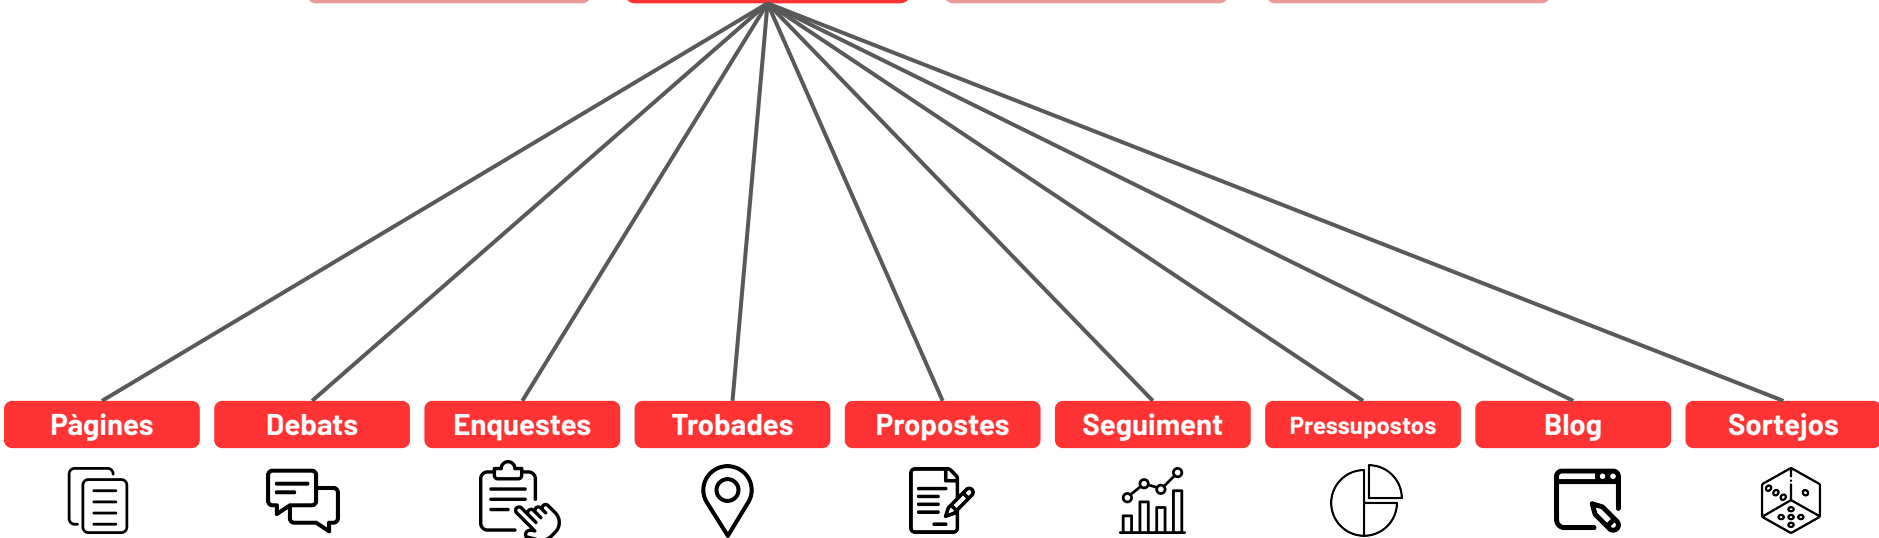 Pàgines
Debats
Enquestes
Trobades
Propostes
Seguiment
Pressupostos
Blog
Sortejos